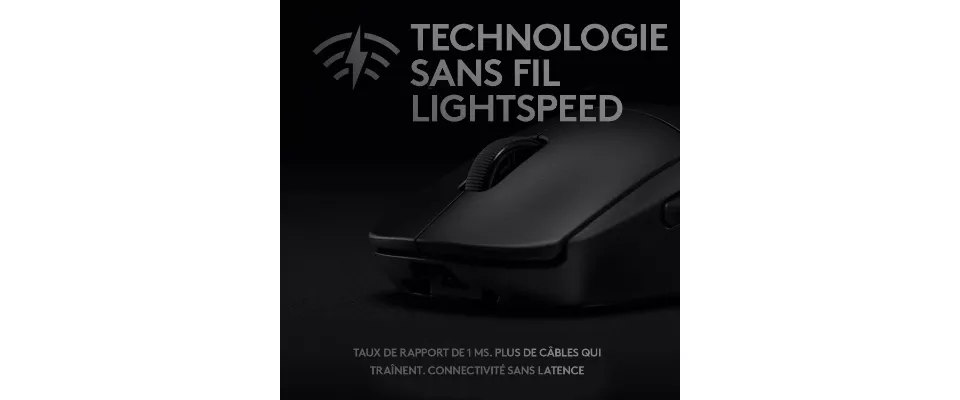 TECHNOLOGIE
SANS FIL
LIGHTSPEED
TAUX DE RAPPORT DE 1 MS. PLUS DE CÂBLES QUI
TRAÎNENT. CONNECTIVITÉ SANS LATENCE